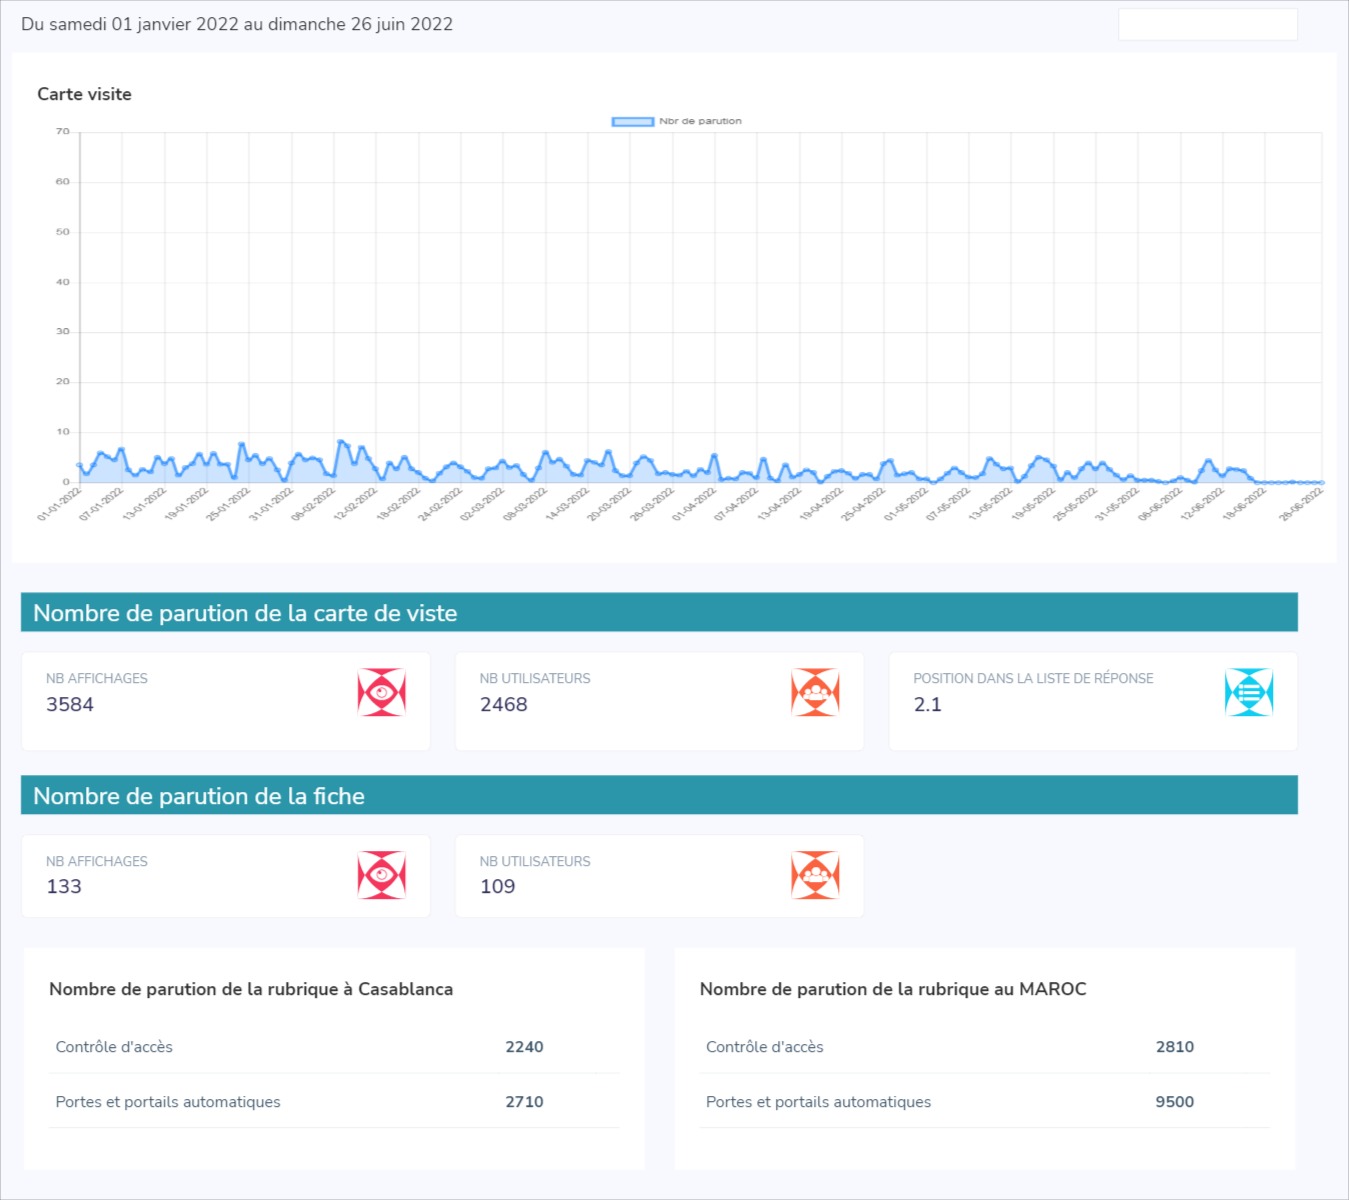 Du samedi 01 janvier 2022 au dimanche 26 juin 2022
Carte visite
Nbr de parution
70
60
50
40
30
20
10
0
01-01-2022 07-01-2022 13-01-2022 19-01-2022 25-01-2022 31-01-2022 06-02-2022 12-02-2022 18-02-2022 24-02-2022 02-03-2022 08-03-2022 14-03-2022 20-03-2022 26-03-2022 01-04-2022 07-04-2022 13-04-2022 19-04-2022 25-04-2022 01-05-2022 07-05-2022 13-05-2022 19-05-2022 25-05-2022 31-05-2022 06-06-2022 12-06-2022 18-06-2022 26-06-2022
Nombre de parution de la carte de viste
NB AFFICHAGES
3584
NB UTILISATEURS
2468
POSITION DANS LA LISTE DE RÉPONSE
2.1
Nombre de parution de la fiche
NB AFFICHAGES
133
NB UTILISATEURS
109
Nombre de parution de la rubrique à Casablanca
Contrôle d'accès 2240
Portes et portails automatiques 2710
Nombre de parution de la rubrique au MAROC
Contrôle d'accès 2810
Portes et portails automatiques 9500